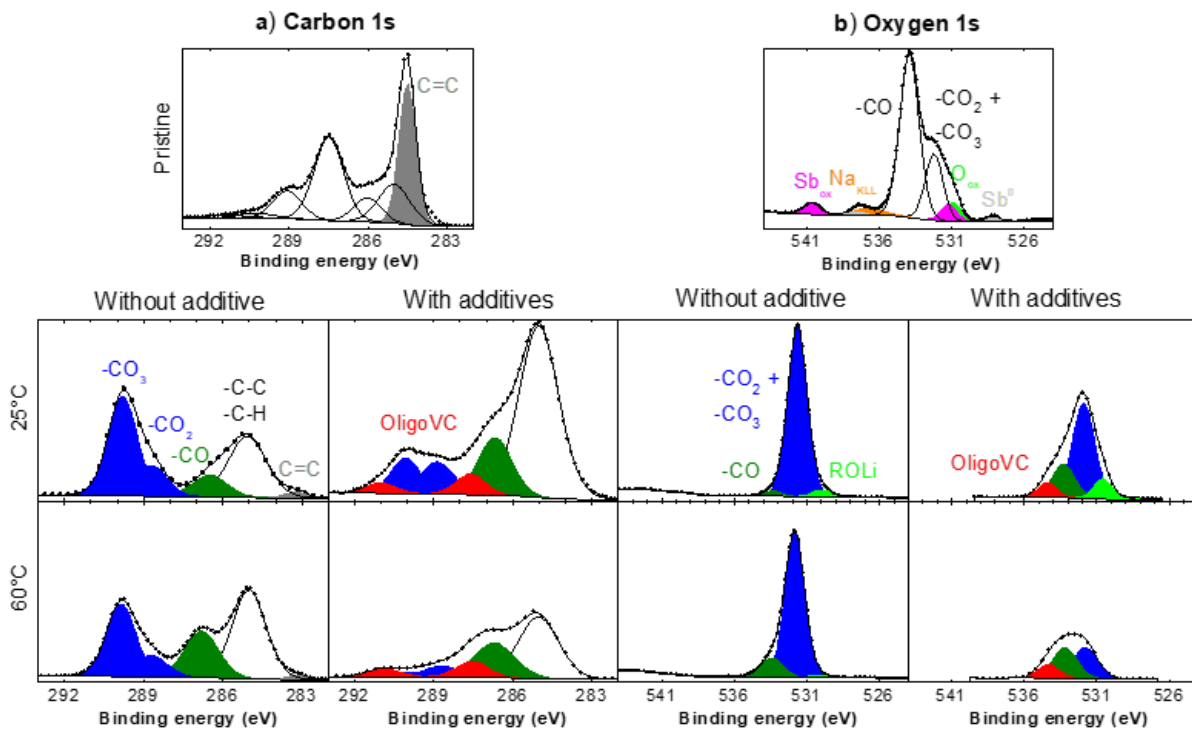 a) Carbon 1s
b) Oxygen 1s
Pristine
C=C
292 289 286 283
Binding energy (eV)
-CO
-CO2 +
-CO3
Sbox
NaKLL
Oox
Sb0
541 536 531 526
Binding energy (eV)
Without additive
With additives
Without additive
With additives
25°C
-CO3
-CO2
-CO
-C-C
-C-H
C=C
OligoVC
-CO2 +
-CO3
-CO
ROLi
OligoVC
60°C
292 289 286 283
Binding energy (eV)
292 289 286 283
Binding energy (eV)
541 536 531 526
Binding energy (eV)
541 536 531 526
Binding energy (eV)